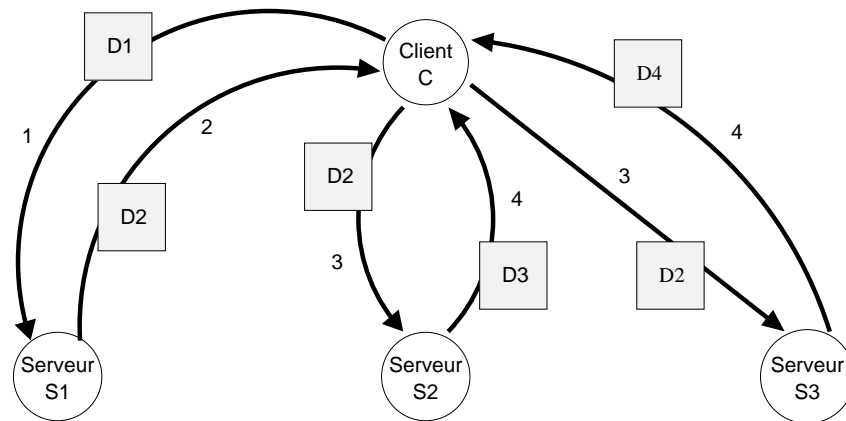 D1
Client
C
D4
1
2
4
D2
3
D2
4
3
D3
D2
Serveur
S1
Serveur
S2
Serveur
S3